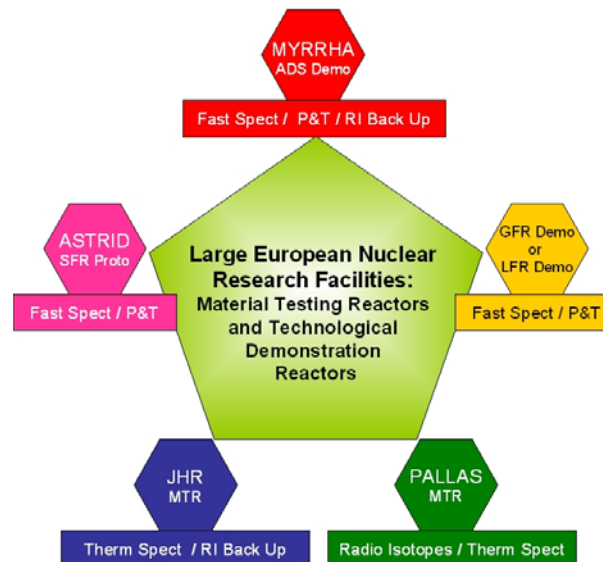 MYRRHA
ADS Demo
Fast Spect / P&T / RI Back Up
ASTRID
SFR Proto
Fast Spect / P&T
Large European Nuclear
Research Facilities:
Material Testing Reactors
and Technological
Demonstration
Reactors
GFR Demo
or
LFR Demo
Fast Spect / P&T
JHR
MTR
Therm Spect / RI Back Up
PALLAS
MTR
Radio Isotopes / Therm Spect